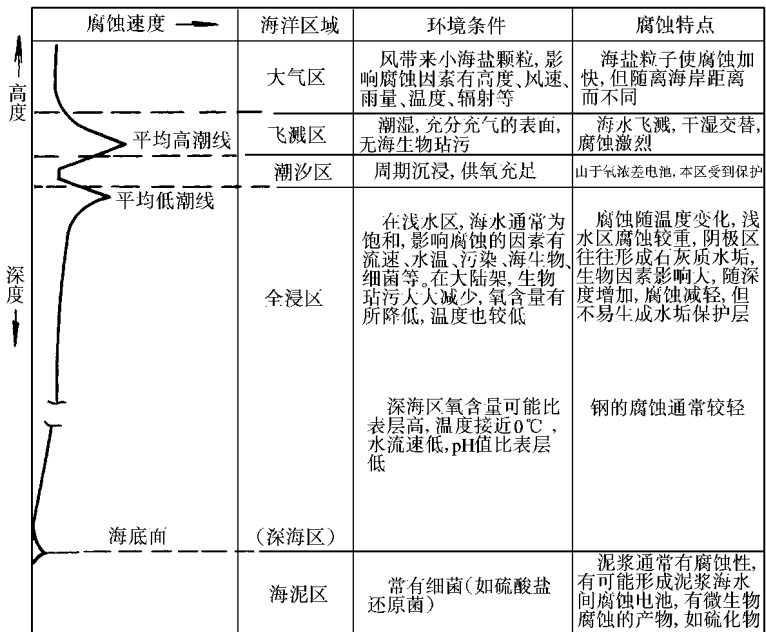 腐蚀速度
海洋区域
环境条件
腐蚀特点
高度
深度
大气区
风带来小海盐颗粒, 影
响腐蚀因素有高度、风速、
雨量、温度、辐射等
海盐粒子使腐蚀加
快, 但随离海岸距离
而不同
平均高潮线
飞溅区
潮湿, 充分充气的表面,
无海生物玷污
海水飞溅, 干湿交替,
腐蚀激烈
潮汐区
周期沉浸, 供氧充足
由于氧浓差电池, 本区受到保护
平均低潮线
全浸区
在浅水区, 海水通常为
饱和, 影响腐蚀的因素有
流速、水温、污染、海生物、
细菌等。在大陆架, 生物
玷污大大减少, 氧含量有
所降低, 温度也较低
腐蚀随温度变化, 浅
水区腐蚀较重, 阴极区
往往形成石灰质水垢,
生物因素影响大, 随深
度增加, 腐蚀减轻, 但
不易生成水垢保护层
深海区氧含量可能比
表层高, 温度接近0℃,
水流速低, pH值比表层
低
钢的腐蚀通常较轻
海底面
(深海区)
海泥区
常有细菌(如硫酸盐
还原菌)
泥浆通常有腐蚀性,
有可能形成泥浆海水
间腐蚀电池, 有微生物
腐蚀的产物, 如硫化物